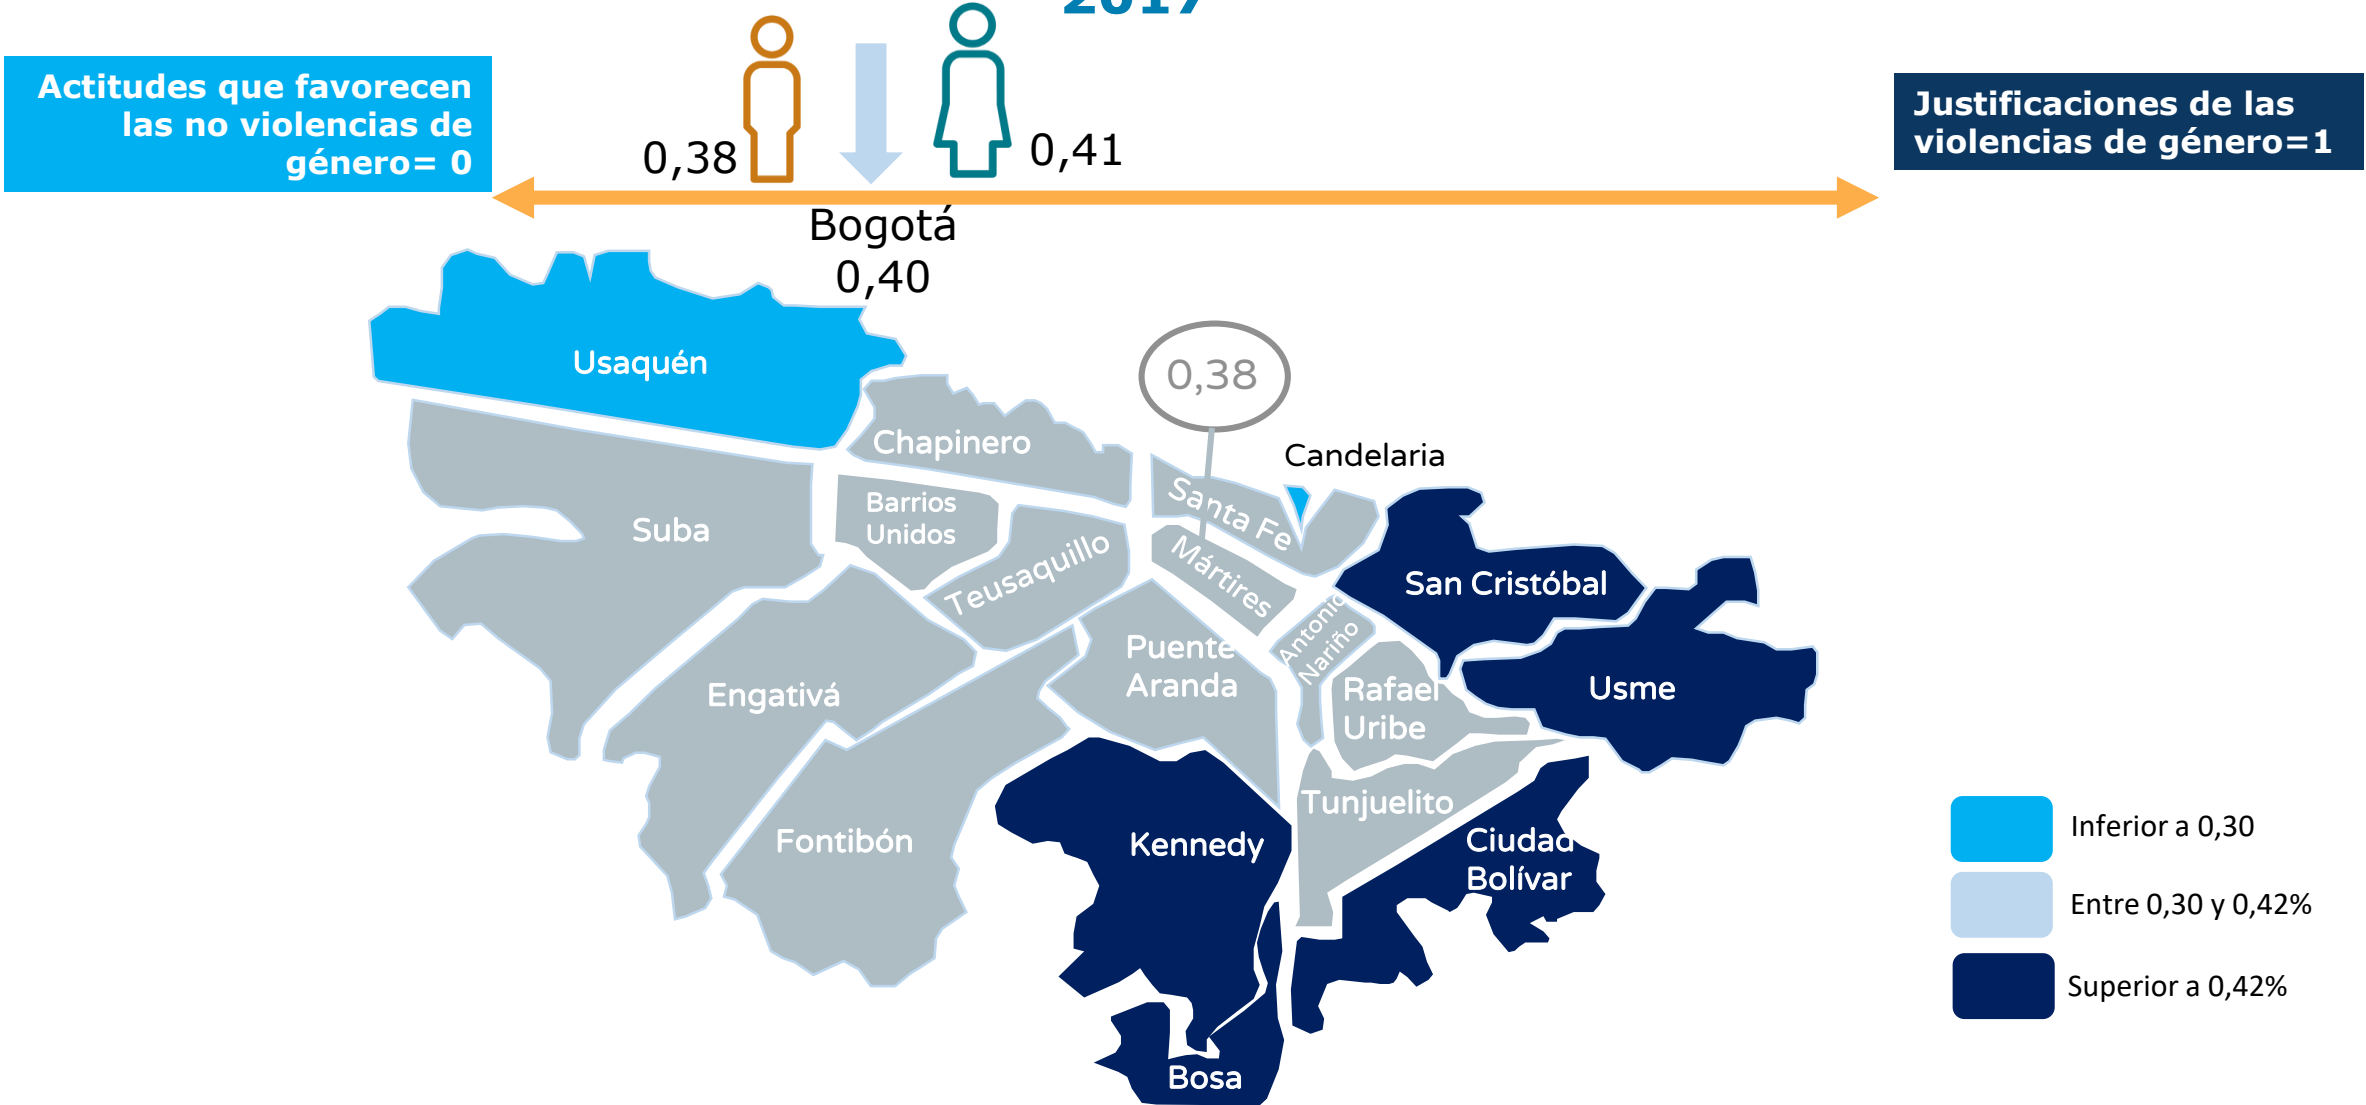 2017
Actitudes que favorecen
las no violencias de
género= 0
Justificaciones de las
violencias de género=1
0,38
0,41
Bogotá
0,40
Usaquén
0,38
Chapinero
Candelaria
Santa Fe
Barrios
Unidos
Suba
Teusaquillo
Mártires
San Cristóbal
Antonio
Nariño
Puente
Aranda
Engativá
Rafael
Uribe
Usme
Tunjuelito
Fontibón
Kennedy
Ciudad
Bolívar
Bosa
Inferior a 0,30
Entre 0,30 y 0,42%
Superior a 0,42%